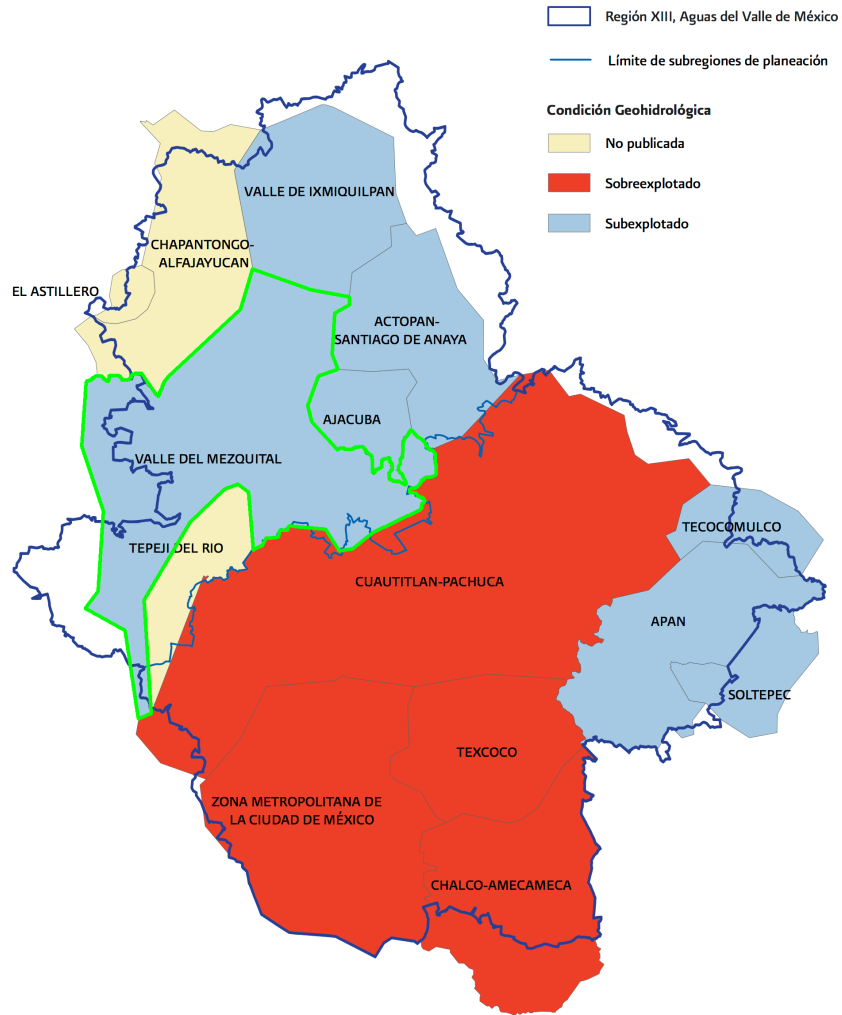 Región XIII, Aguas del Valle de México
Límite de subregiones de planeación
Condición Geohidrológica
No publicada
Sobreexplotado
Subexplotado
VALLE DE IXMIQUILPAN
CHAPANTONGO-
ALFAJAYUCAN
EL ASTILLERO
ACTOPAN-
SANTIAGO DE ANAYA
AJACUBA
VALLE DEL MEZQUITAL
TECOCOMULCO
TEPEJI DEL RIO
CUAUTITLAN-PACHUCA
APAN
SOLTEPEC
TEXCOCO
ZONA METROPOLITANA DE
LA CIUDAD DE MÉXICO
CHALCO-AMECAMECA